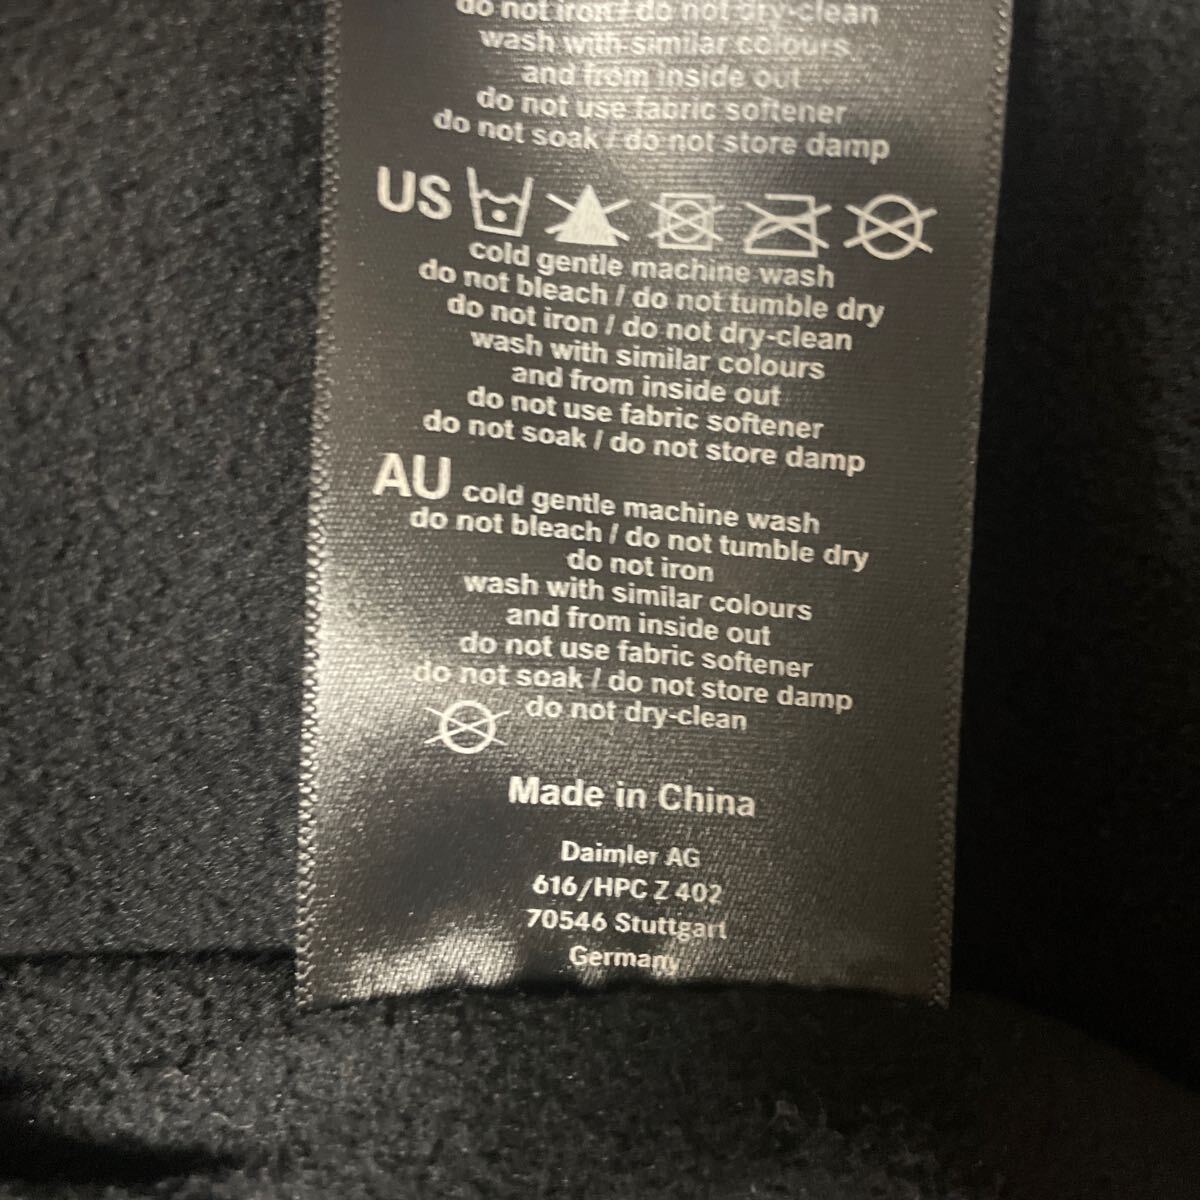 do not iron / do not dry-clean
wash with similar colours
and from inside out
do not use fabric softener
do not soak / do not store damp
US
cold gentle machine wash
do not bleach / do not tumble dry
do not iron / do not dry-clean
wash with similar colours
and from inside out
do not use fabric softener
do not soak / do not store damp
AU cold gentle machine wash
do not bleach / do not tumble dry
do not iron
wash with similar colours
and from inside out
do not use fabric softener
do not soak / do not store damp
do not dry-clean
Made in China
Daimler AG
616/HPC Z 402
70546 Stuttgart
Germany